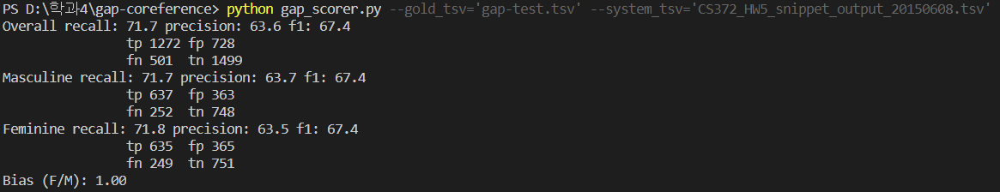 PS D:\학과4\gap-coreference> python gap_scorer.py --gold_tsv='gap-test.tsv' --system_tsv='CS372_HW5_snippet_output_20150608.tsv'
Overall recall: 71.7 precision: 63.6 f1: 67.4
tp 1272 fp 728
fn 501 tn 1499
Masculine recall: 71.7 precision: 63.7 f1: 67.4
tp 637 fp 363
fn 252 tn 748
Feminine recall: 71.8 precision: 63.5 f1: 67.4
tp 635 fp 365
fn 249 tn 751
Bias (F/M): 1.00